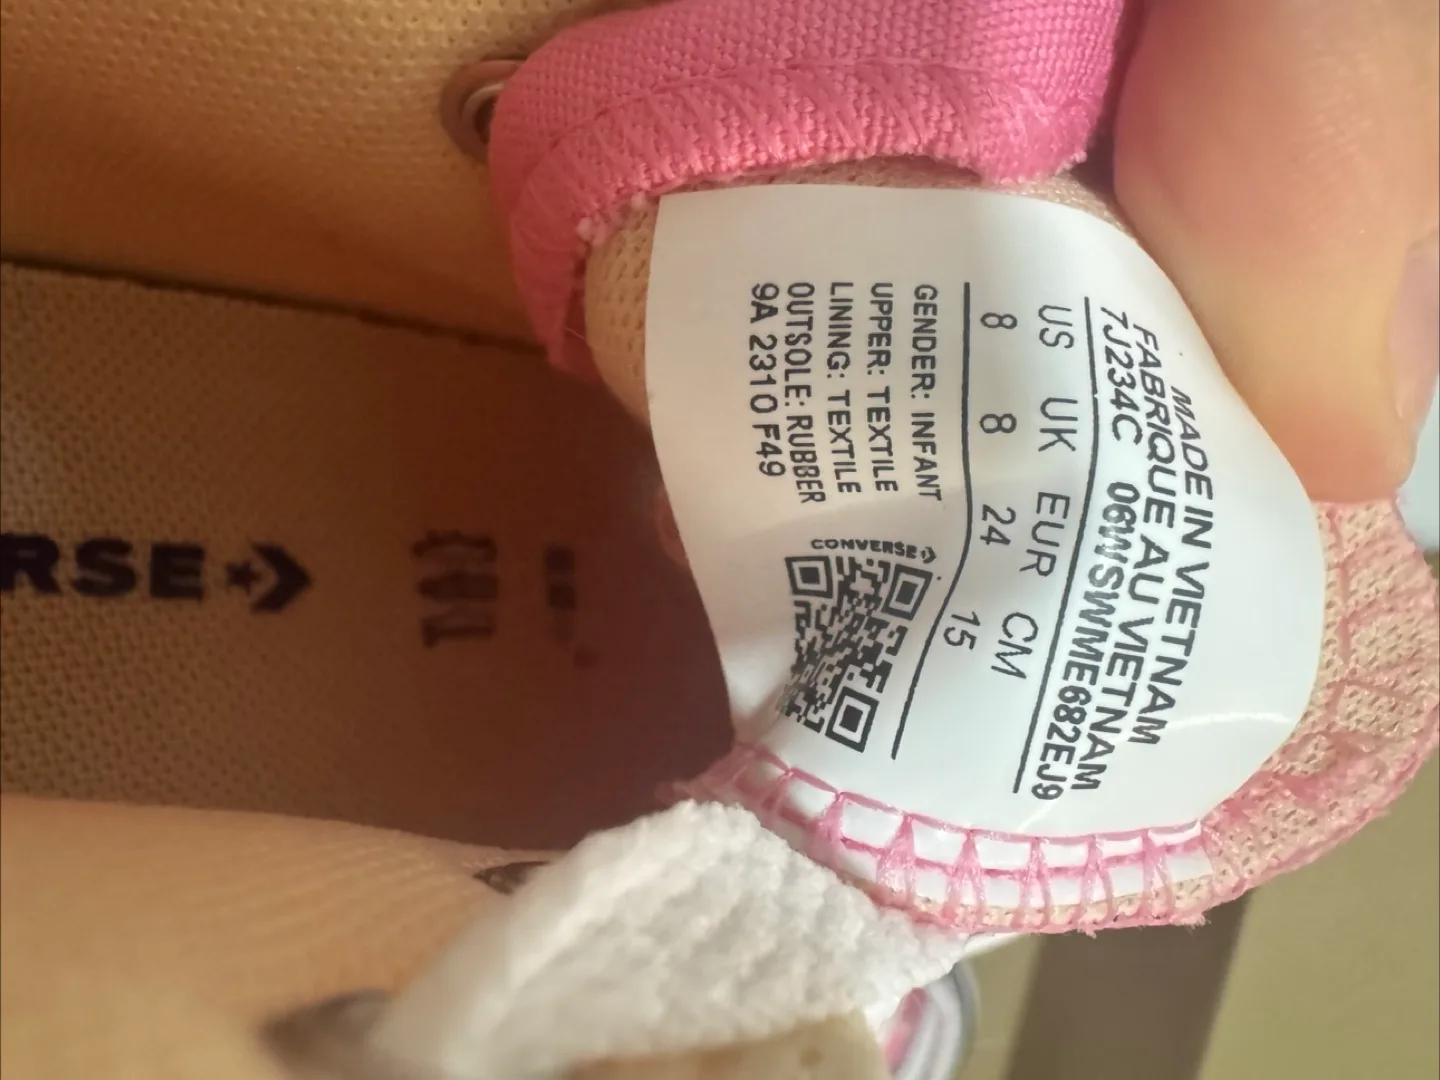 MADE IN VIETNAM
FABRIQUE AU VIETNAM
7J234C 06WSWME682EJ9
US UK EUR CM
8 8 24 15
GENDER: INFANT
UPPER: TEXTILE
LINING: TEXTILE
OUTSOLE: RUBBER
9A 2310 F49
CONVERSE
RSE